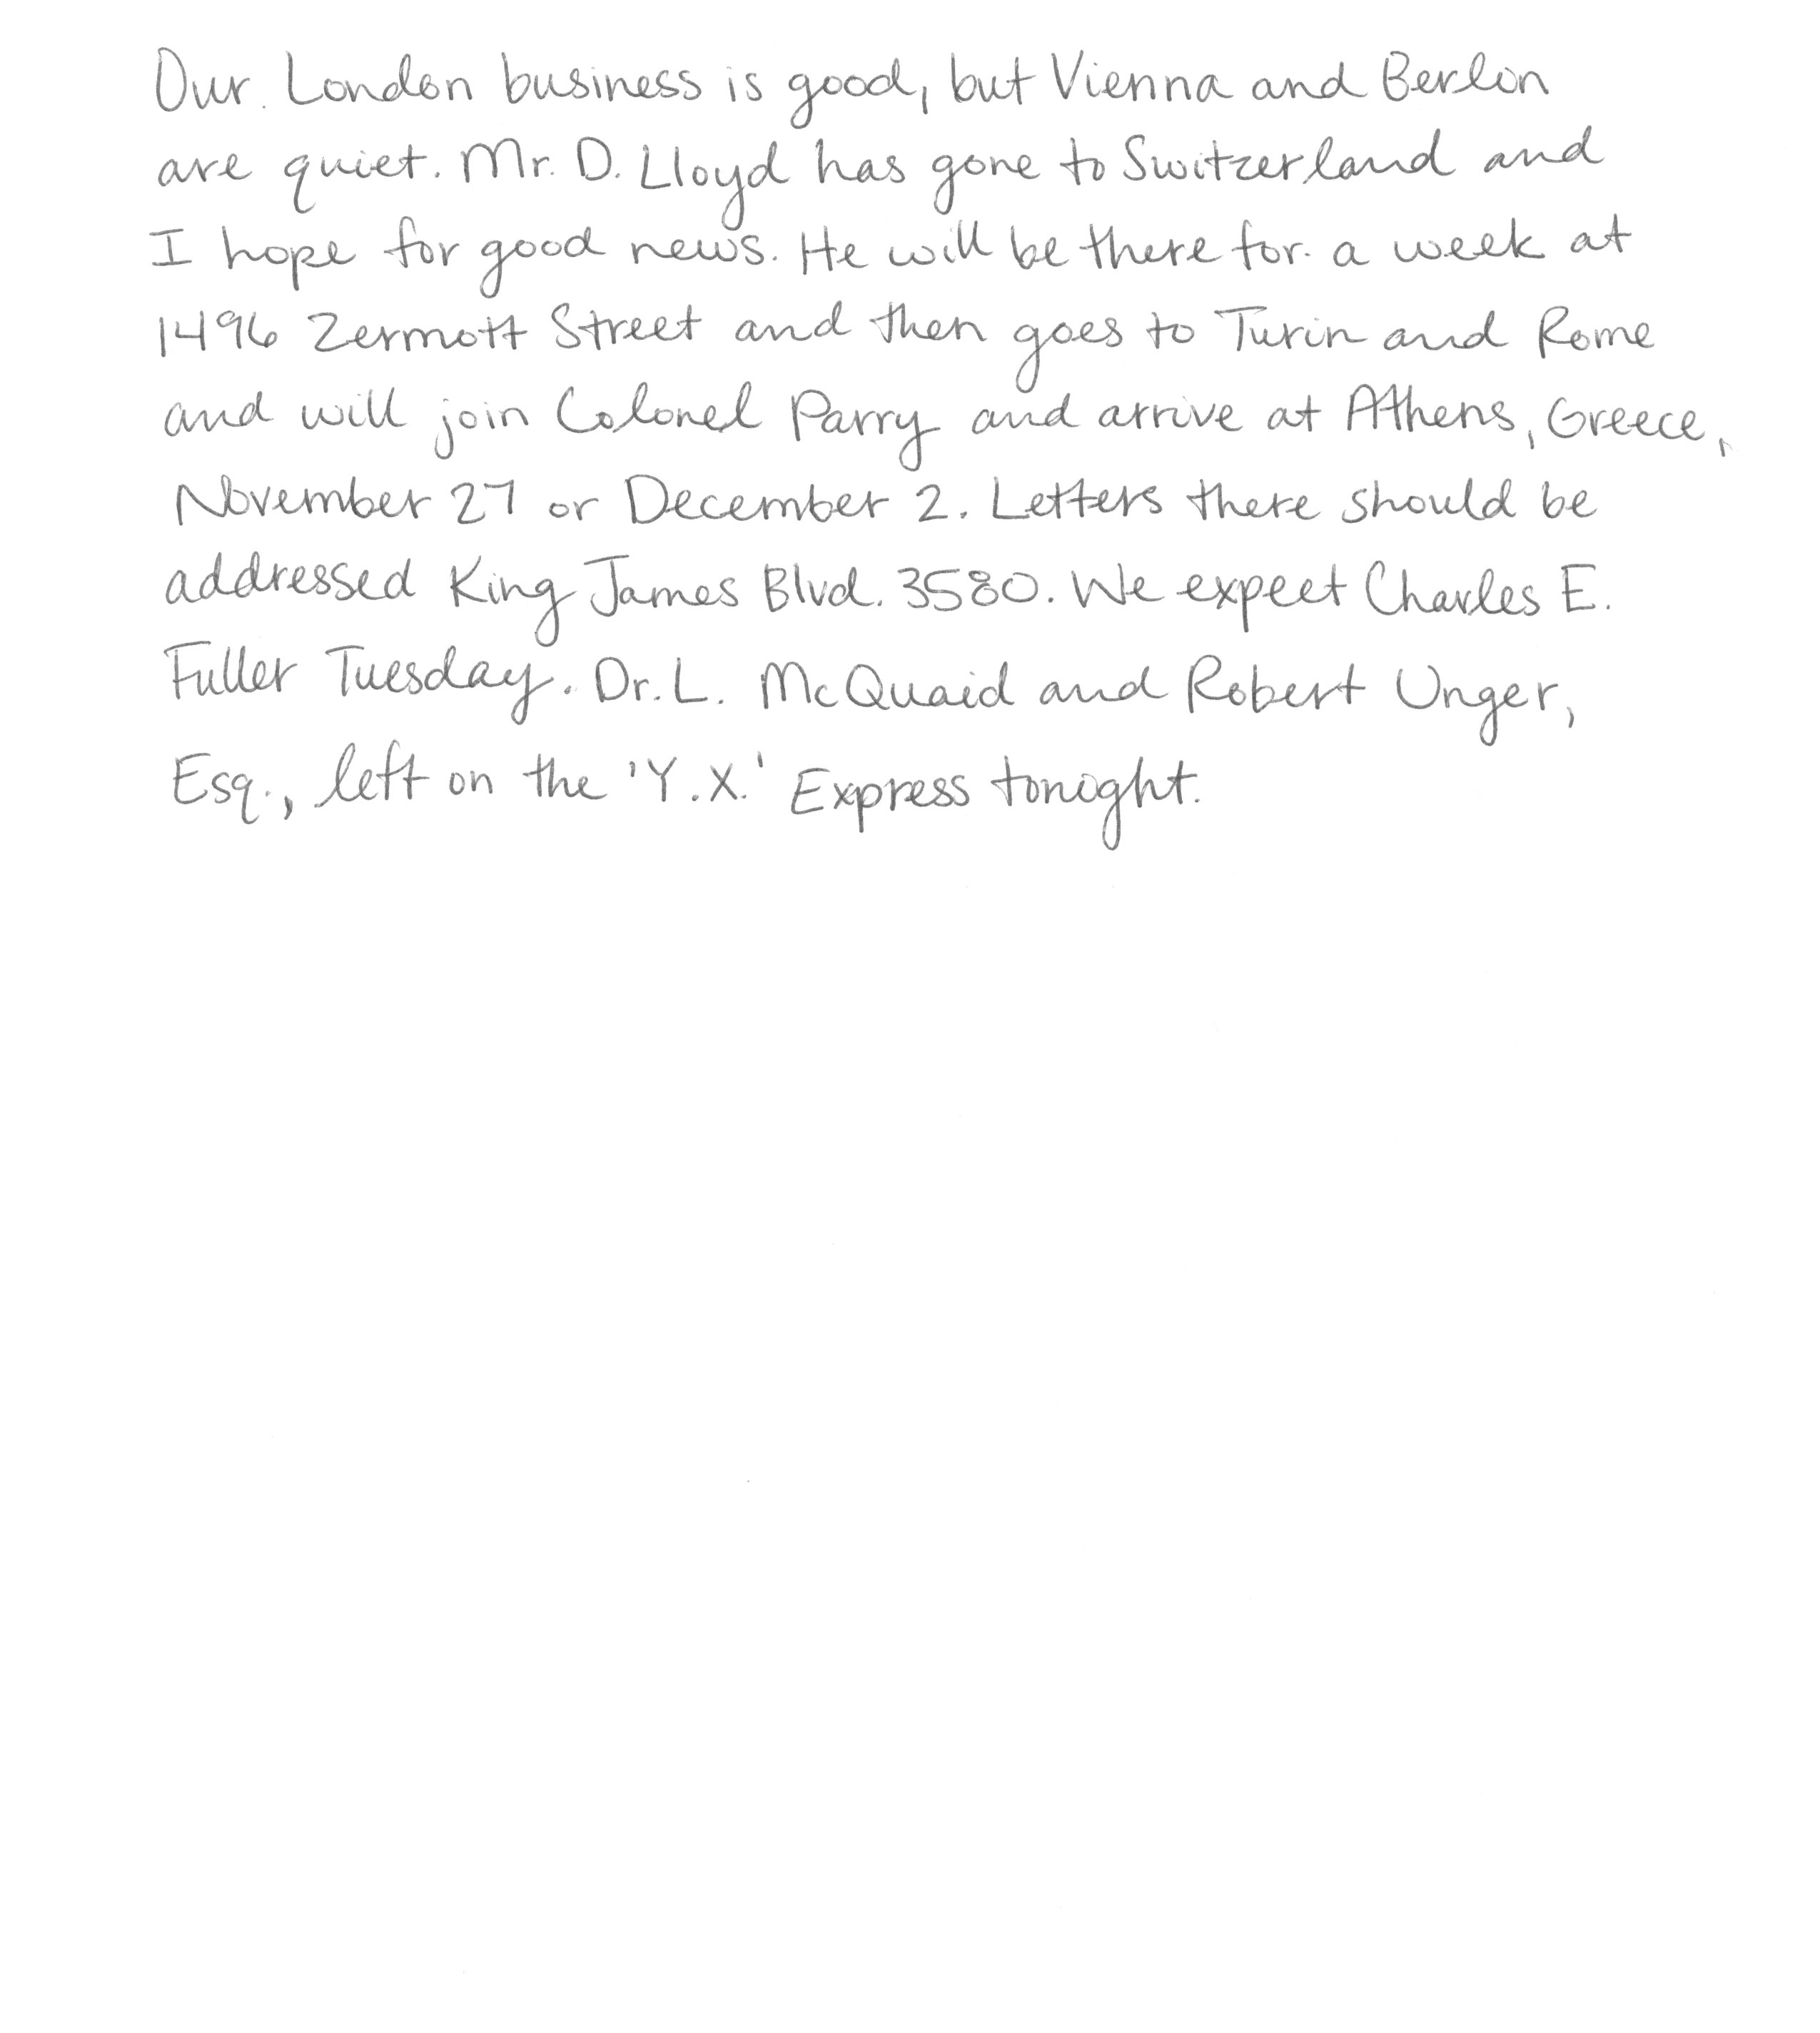 Our London business is good, but Vienna and Berlin
are quiet. Mr. D. Lloyd has gone to Switzerland and
I hope for good news. He will be there for a week at
1496 Zermott Street and then goes to Turin and Rome
and will join Colonel Parry and arrive at Athens, Greece,
November 27 or December 2. Letters there should be
addressed King James Blvd. 3580. We expect Charles E.
Fuller Tuesday. Dr. L. McQuaid and Robert Unger,
Esq., left on the 'Y.X.' Express tonight.